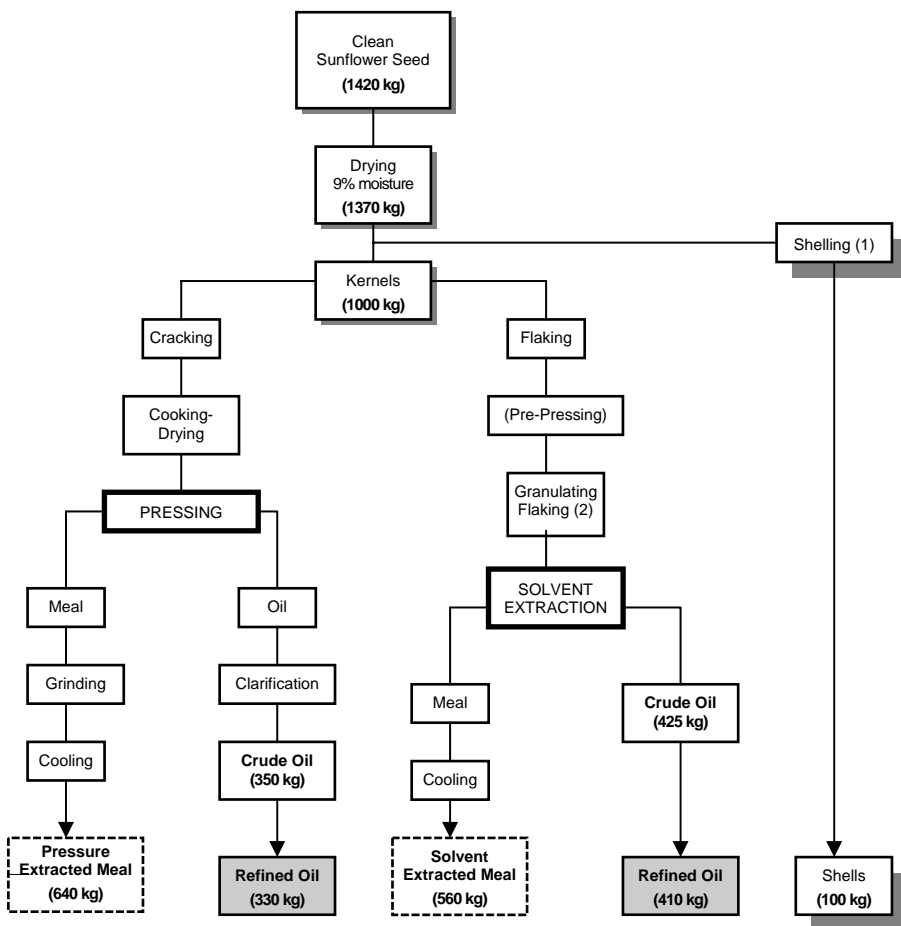 Clean
Sunflower Seed
(1420 kg)
Drying
9% moisture
(1370 kg)
Shelling (1)
Kernels
(1000 kg)
Cracking
Flaking
Cooking-
Drying
(Pre-Pressing)
Granulating
Flaking (2)
PRESSING
SOLVENT
EXTRACTION
Meal
Oil
Grinding
Clarification
Meal
Crude Oil
(425 kg)
Cooling
Crude Oil
(350 kg)
Cooling
Pressure
Extracted Meal
(640 kg)
Refined Oil
(330 kg)
Solvent
Extracted Meal
(560 kg)
Refined Oil
(410 kg)
Shells
(100 kg)